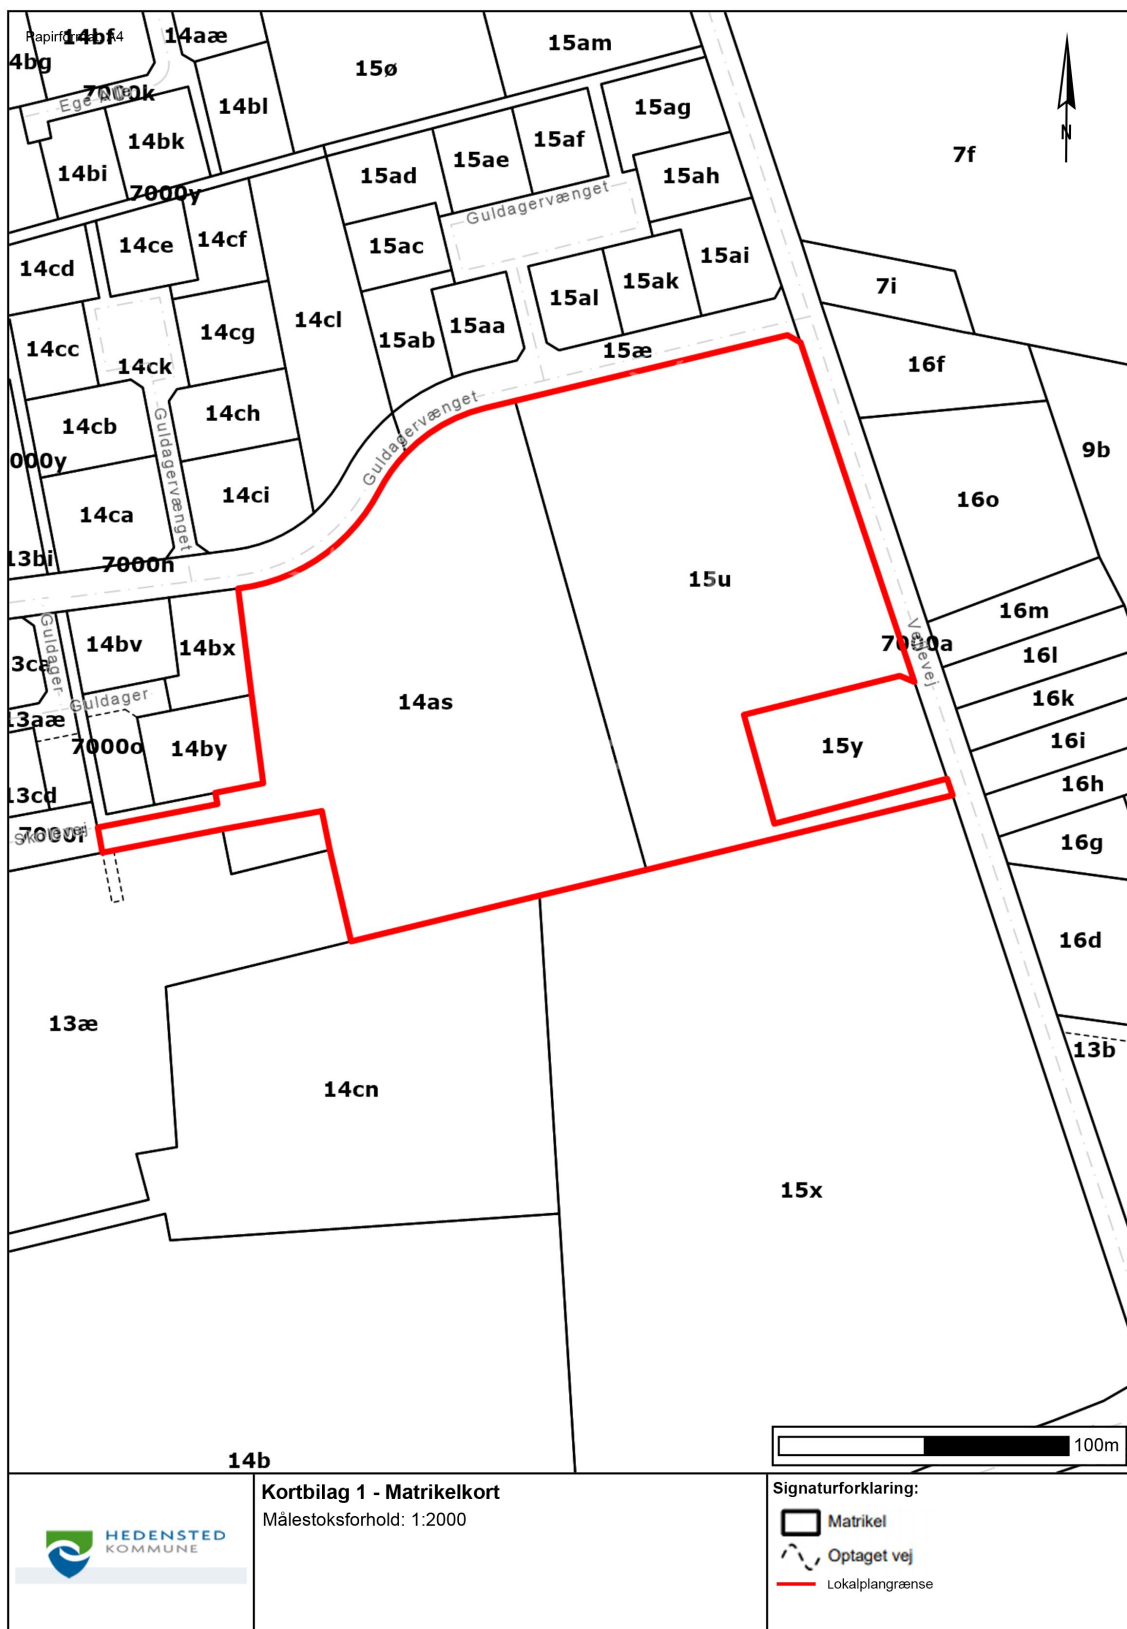 Papirformat A4
14bf
14aæ
4bg
15ø
15am
7000k
Ege Alle
14bl
15ag
14bk
15af
7f
N
15ae
14bi
15ad
15ah
7000y
Guldagervænget
14ce
14cf
15ac
15ai
14cd
15ak
7i
15al
14cg
14cl
15aa
15ab
14cc
15æ
14ck
16f
14ch
Guldagervænget
14cb
9b
Guldagervænget
000y
14ci
16o
14ca
13bi
7000n
15u
16m
Guldager
14bv
14bx
7000a
Vejlevej
16l
3ca
Guldager
14as
16k
13aæ
7000o
14by
15y
16i
13cd
16h
Skolevej
7000r
16g
16d
13æ
13b
14cn
15x
14b
100m
HEDENSTED
KOMMUNE
Kortbilag 1 - Matrikelkort
Målestoksforhold: 1:2000
Signaturforklaring:
Matrikel
Optaget vej
Lokalplangrænse